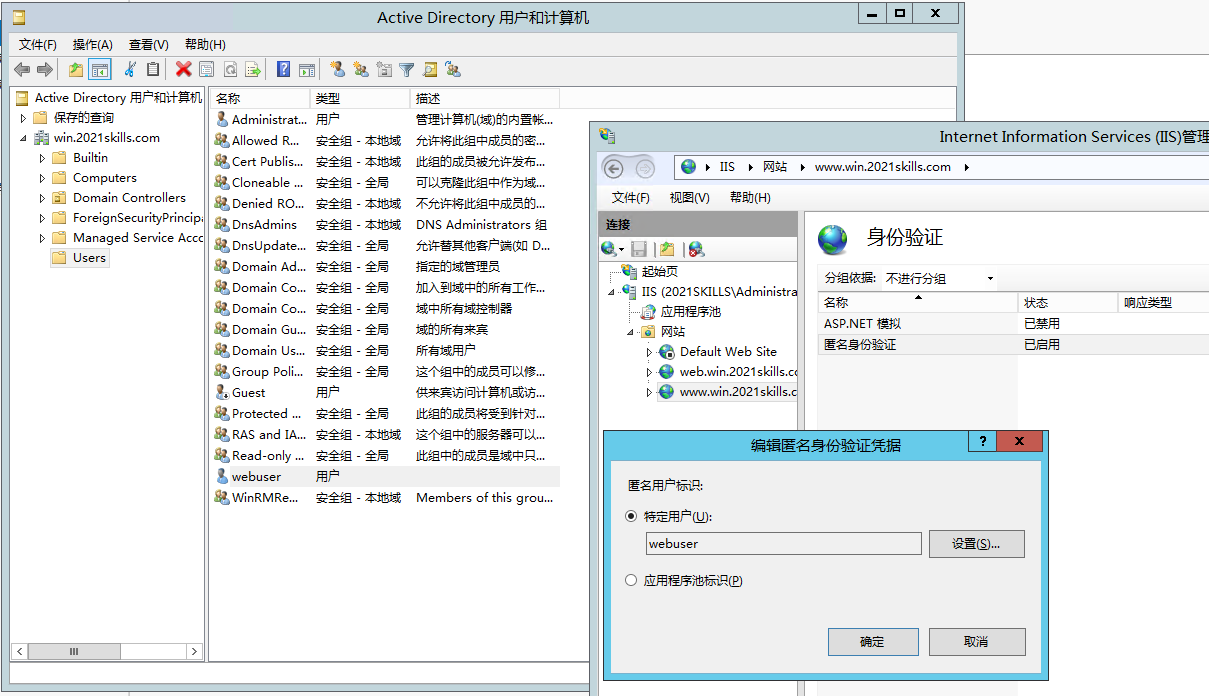 Active Directory 用户和计算机
文件(F) 操作(A) 查看(V) 帮助(H)
Active Directory 用户和计算机
保存的查询
win.2021skills.com
Builtin
Computers
Domain Controllers
ForeignSecurityPrincipa
Managed Service Acco
Users
名称 类型 描述
Administrat... 用户 管理计算机(域)的内置帐...
Allowed R... 安全组 - 本地域 允许将此组中成员的密...
Cert Publis... 安全组 - 本地域 此组的成员被允许发布...
Cloneable ... 安全组 - 全局 可以克隆此组中作为域...
Denied RO... 安全组 - 本地域 不允许将此组中成员的...
DnsAdmins 安全组 - 本地域 DNS Administrators 组
DnsUpdate... 安全组 - 全局 允许替其他客户端(如 D...
Domain Ad... 安全组 - 全局 指定的域管理员
Domain Co... 安全组 - 全局 加入到域中的所有工作...
Domain Co... 安全组 - 全局 域中所有域控制器
Domain Gu... 安全组 - 全局 域的所有来宾
Domain Us... 安全组 - 全局 所有域用户
Group Poli... 安全组 - 全局 这个组中的成员可以修...
Guest 用户 供来宾访问计算机或访...
Protected ... 安全组 - 全局 此组的成员将受到针对...
RAS and IA... 安全组 - 本地域 这个组中的服务器可以...
Read-only ... 安全组 - 全局 此组中的成员是域中只...
webuser 用户
WinRMRe... 安全组 - 本地域 Members of this grou...
Internet Information Services (IIS)管理
IIS 网站 www.win.2021skills.com
文件(F) 视图(V) 帮助(H)
连接
起始页
IIS (2021SKILLS\Administra
应用程序池
网站
Default Web Site
web.win.2021skills.co
www.win.2021skills.c
身份验证
分组依据: 不进行分组
名称 状态 响应类型
ASP.NET 模拟 已禁用
匿名身份验证 已启用
编辑匿名身份验证凭据
匿名用户标识:
特定用户(U):
webuser 设置(S)...
应用程序池标识(P)
确定 取消